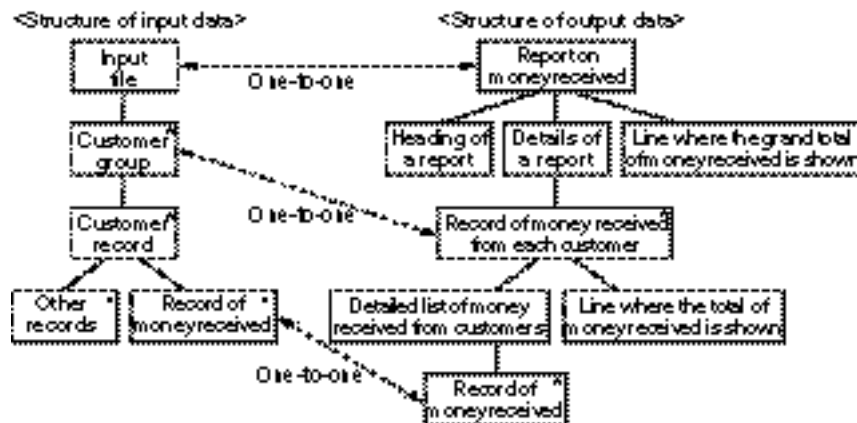 <Structure of input data>
<Structure of output data>
Input
file
One-to-one
Report on
money received
Customer
group
Heading of
a report
Details of
a report
Line where the grand total
of money received is shown
Customer
record
One-to-one
Record of money received
from each customer
Other
records
Record of
money received
Detailed list of money
received from customers
Line where the total of
money received is shown
One-to-one
Record of
money received